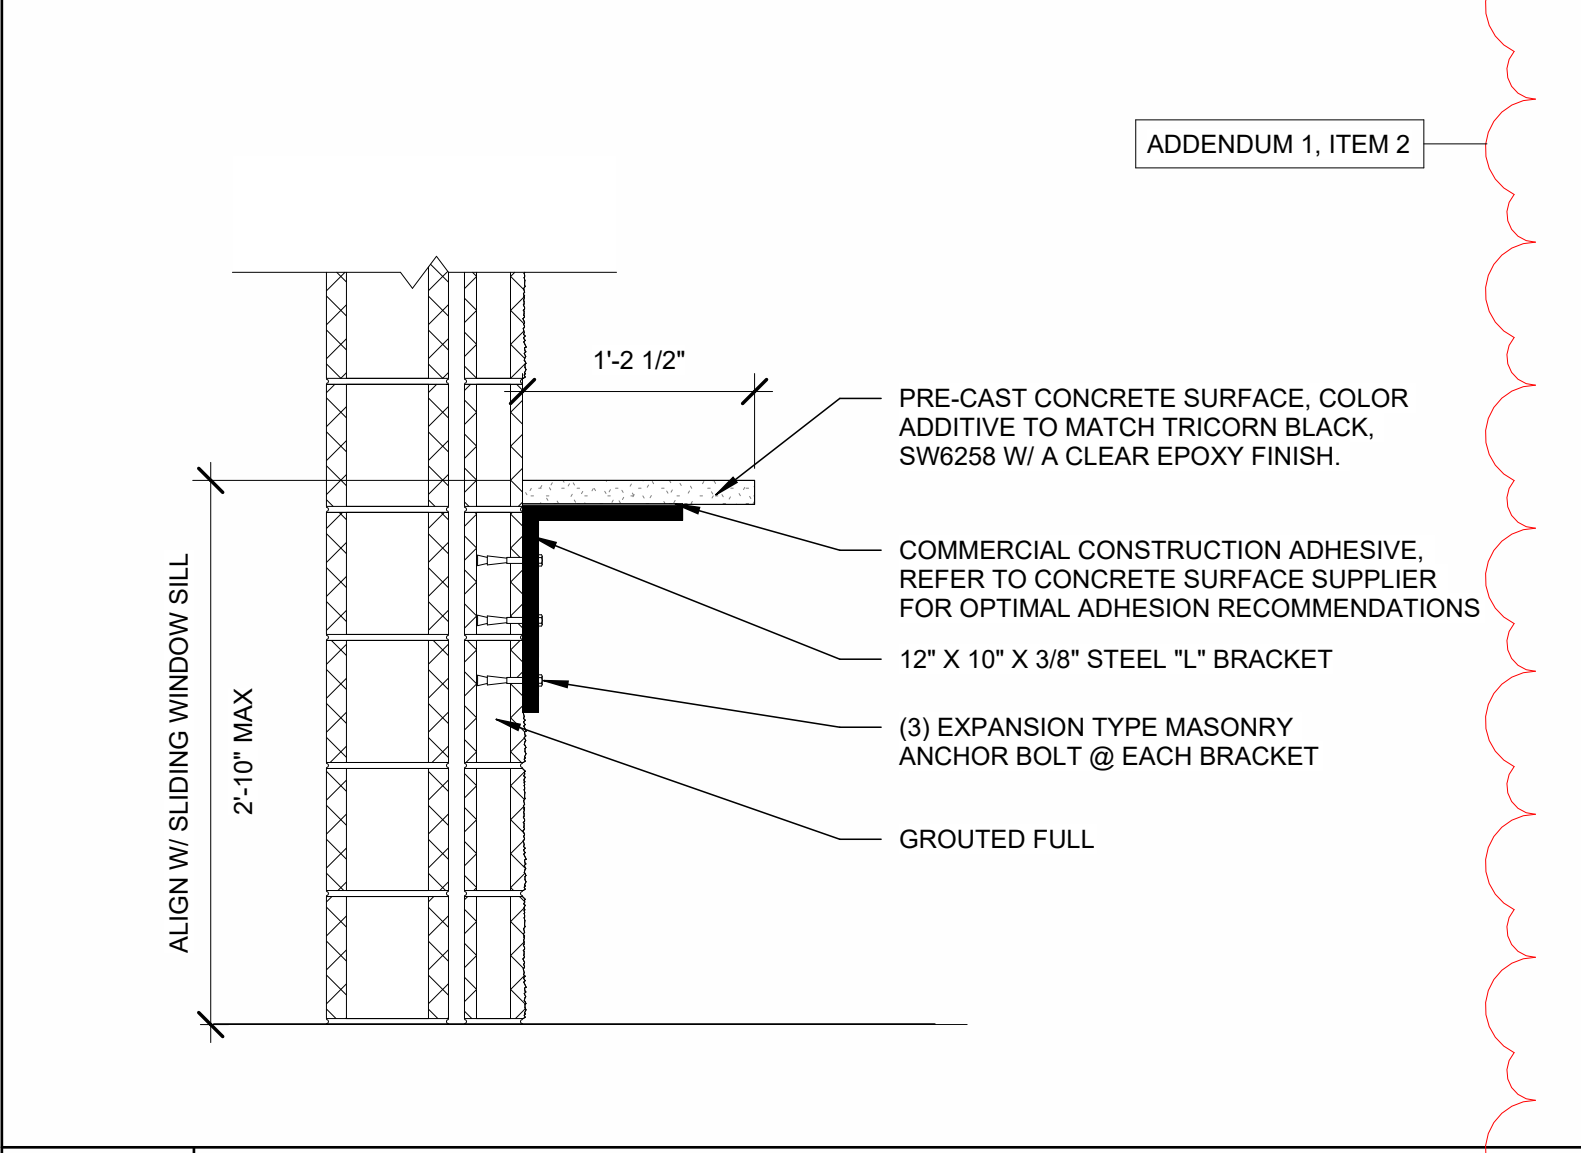 ADDENDUM 1, ITEM 2
1'-2 1/2"
PRE-CAST CONCRETE SURFACE, COLOR
ADDITIVE TO MATCH TRICORN BLACK,
SW6258 W/ A CLEAR EPOXY FINISH.
COMMERCIAL CONSTRUCTION ADHESIVE,
REFER TO CONCRETE SURFACE SUPPLIER
FOR OPTIMAL ADHESION RECOMMENDATIONS
12" X 10" X 3/8" STEEL "L" BRACKET
(3) EXPANSION TYPE MASONRY
ANCHOR BOLT @ EACH BRACKET
GROUTED FULL
ALIGN W/ SLIDING WINDOW SILL
2'-10" MAX